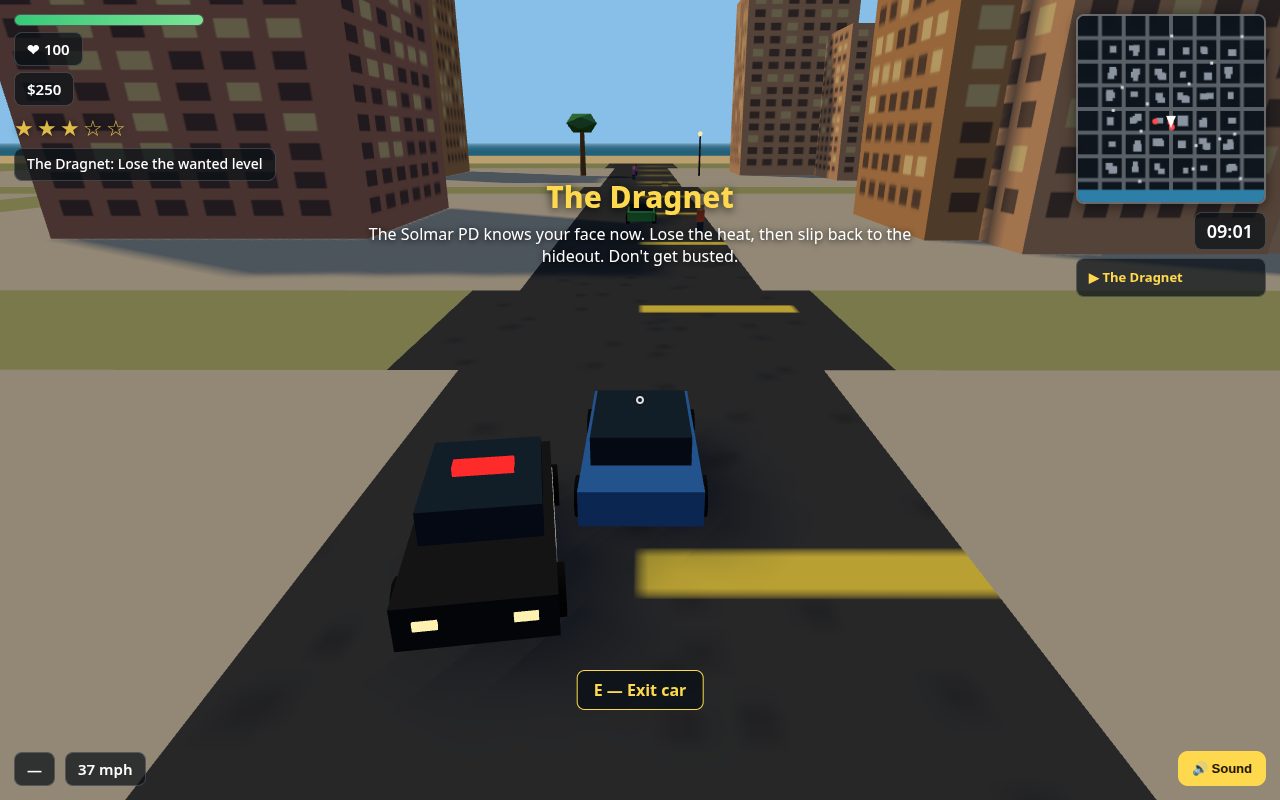 ❤ 100
$250
★★★☆☆
The Dragnet: Lose the wanted level
The Dragnet
The Solmar PD knows your face now. Lose the heat, then slip back to the
hideout. Don't get busted.
09:01
▶ The Dragnet
E — Exit car
—
37 mph
🔊 Sound